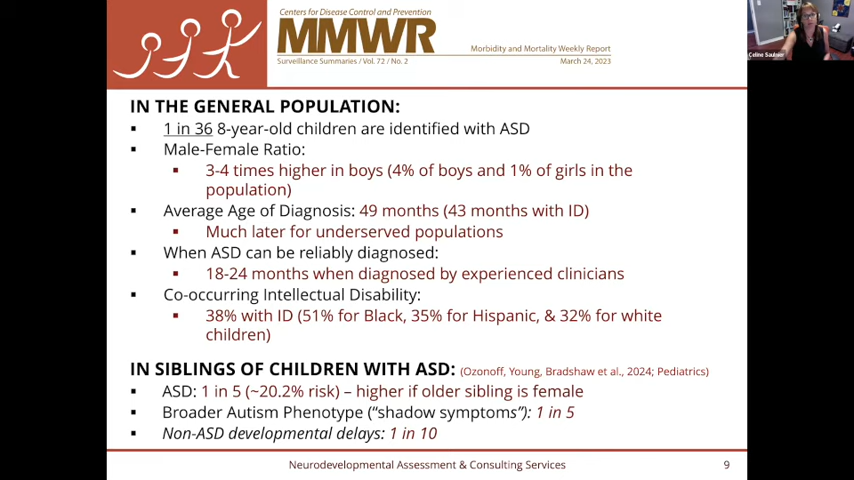 Centers for Disease Control and Prevention
MMWR
Morbidity and Mortality Weekly Report
Surveillance Summaries / Vol. 72 / No. 2
March 24, 2023
Celine Saulnier
IN THE GENERAL POPULATION:
▪ 1 in 36 8-year-old children are identified with ASD
▪ Male-Female Ratio:
▪ 3-4 times higher in boys (4% of boys and 1% of girls in the
population)
▪ Average Age of Diagnosis: 49 months (43 months with ID)
▪ Much later for underserved populations
▪ When ASD can be reliably diagnosed:
▪ 18-24 months when diagnosed by experienced clinicians
▪ Co-occurring Intellectual Disability:
▪ 38% with ID (51% for Black, 35% for Hispanic, & 32% for white
children)
IN SIBLINGS OF CHILDREN WITH ASD: (Ozonoff, Young, Bradshaw et al., 2024; Pediatrics)
▪ ASD: 1 in 5 (~20.2% risk) – higher if older sibling is female
▪ Broader Autism Phenotype (“shadow symptoms”): 1 in 5
▪ Non-ASD developmental delays: 1 in 10
Neurodevelopmental Assessment & Consulting Services
9